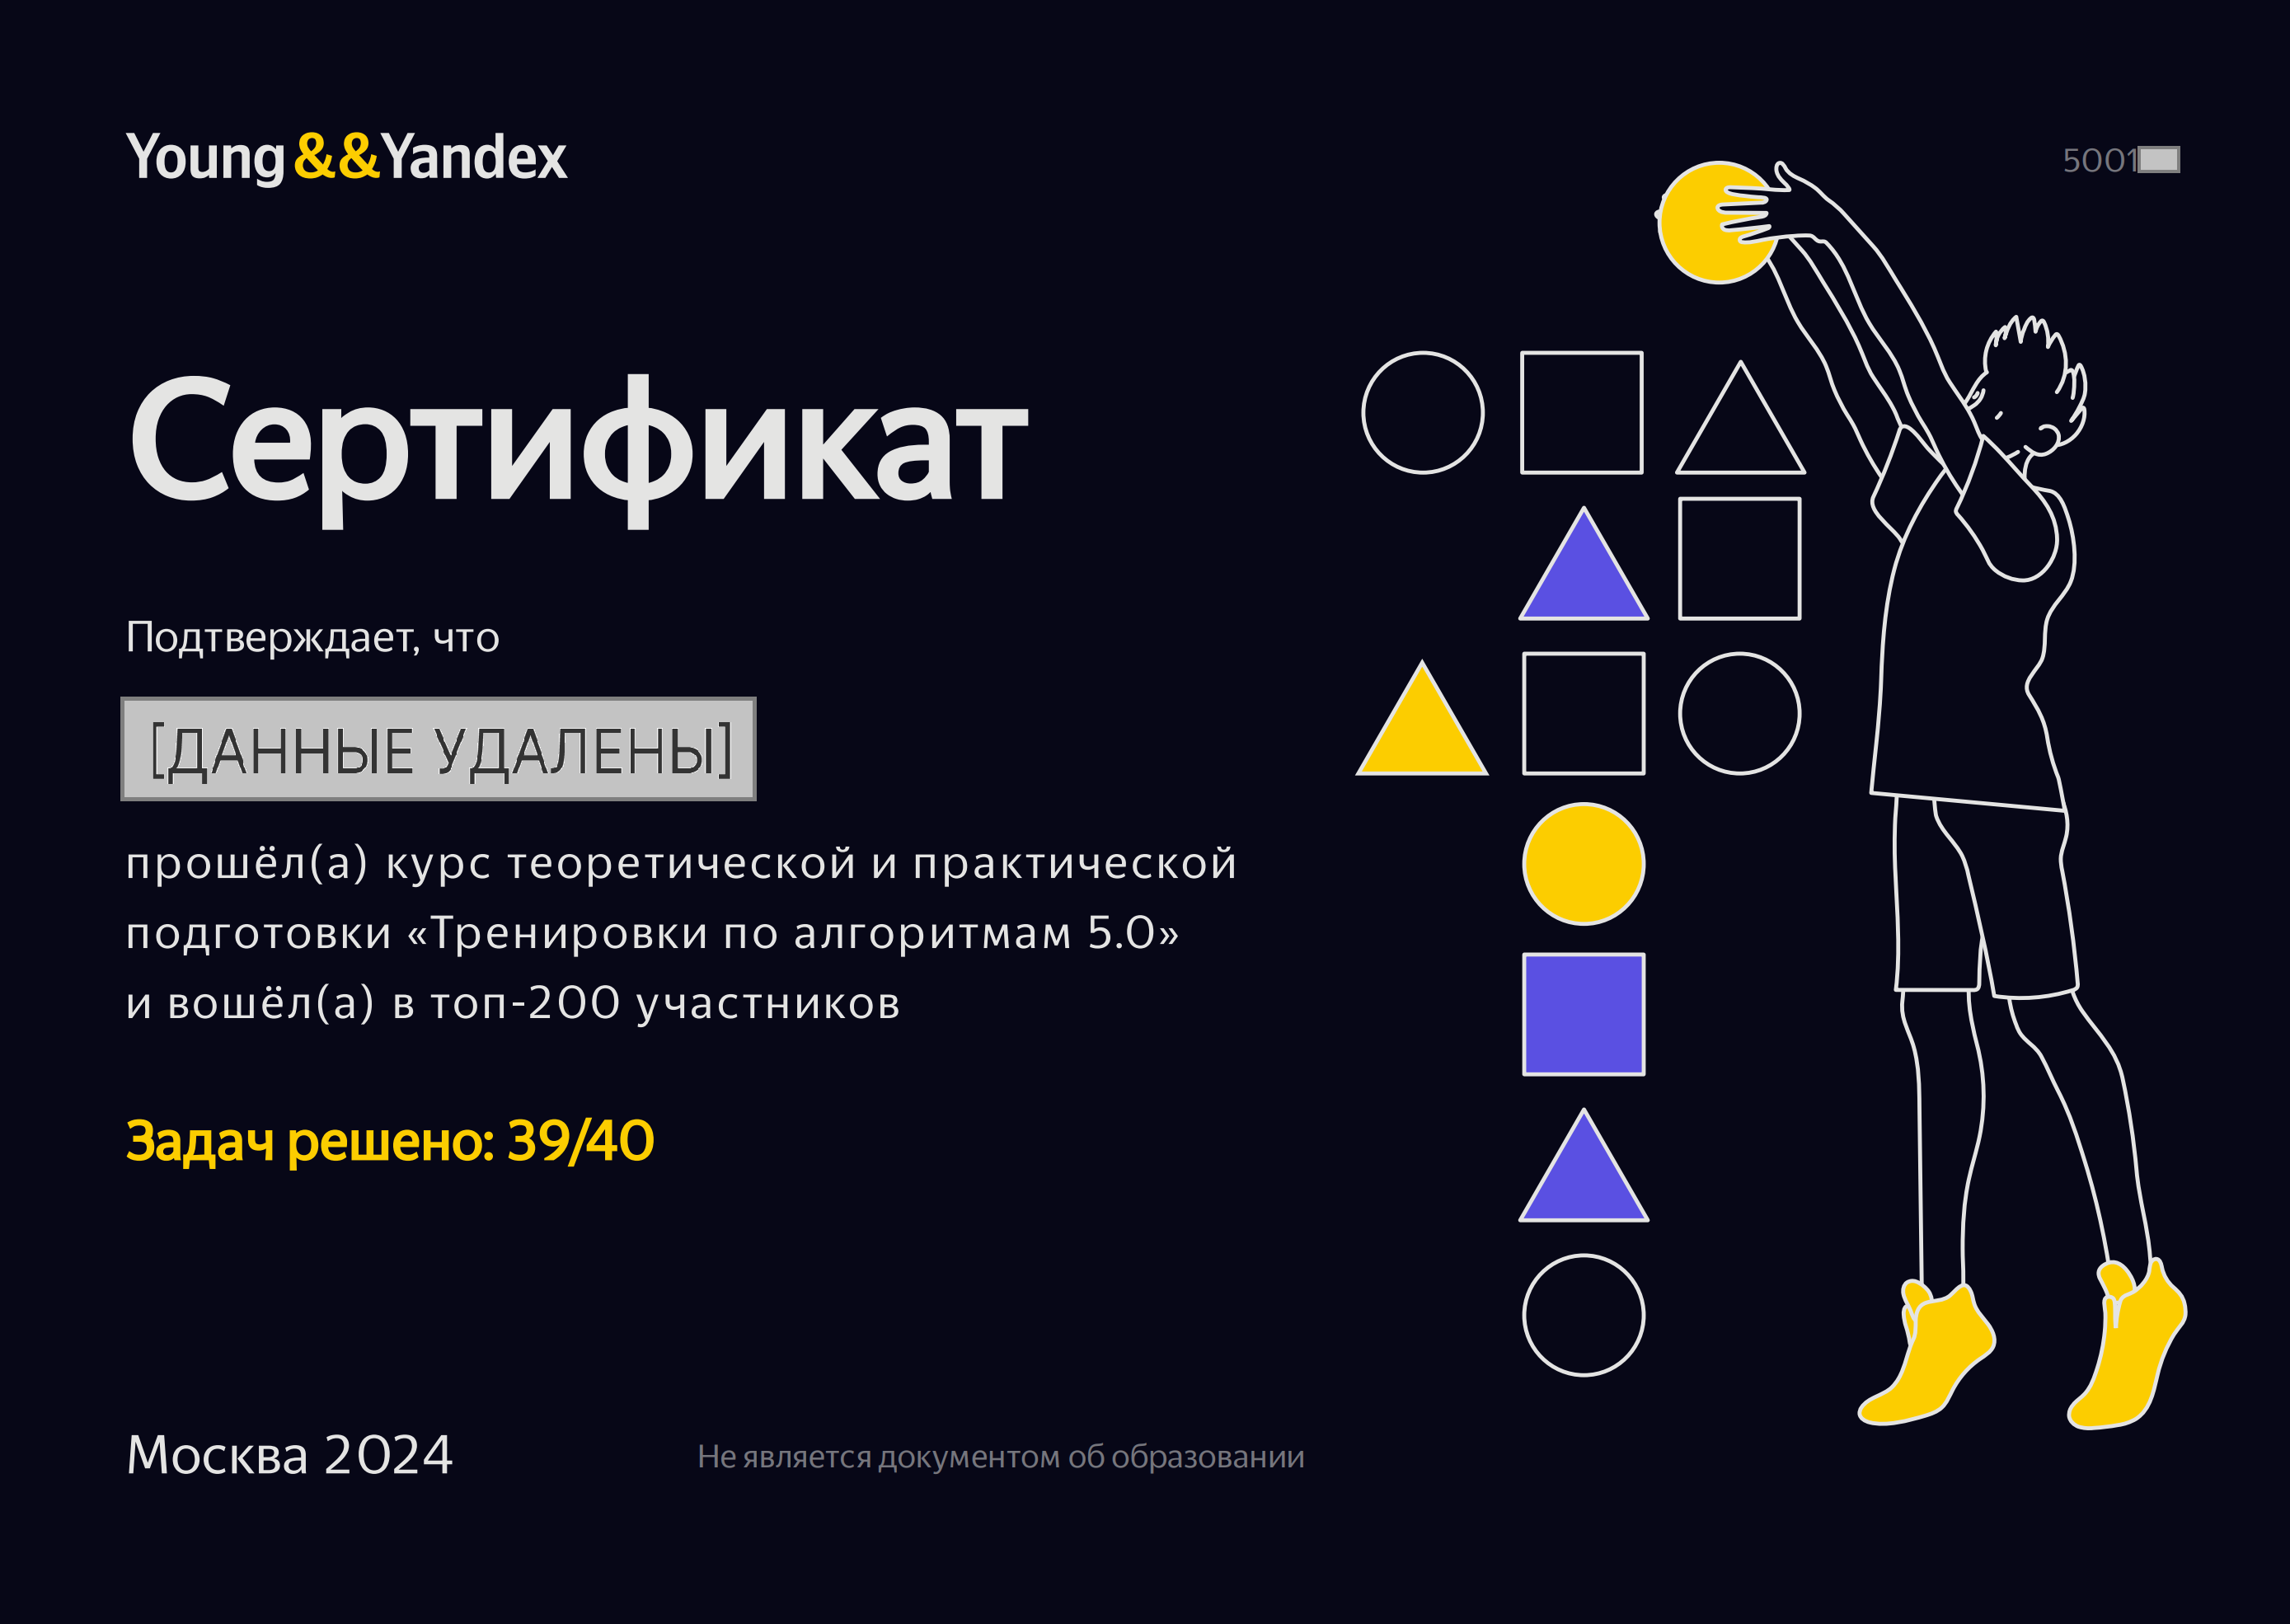 Young&&Yandex
5001
Сертификат
Подтверждает, что
[ДАННЫЕ УДАЛЕНЫ]
прошёл(а) курс теоретической и практической
подготовки «Тренировки по алгоритмам 5.0»
и вошёл(а) в топ-200 участников
Задач решено: 39/40
Москва 2024
Не является документом об образовании